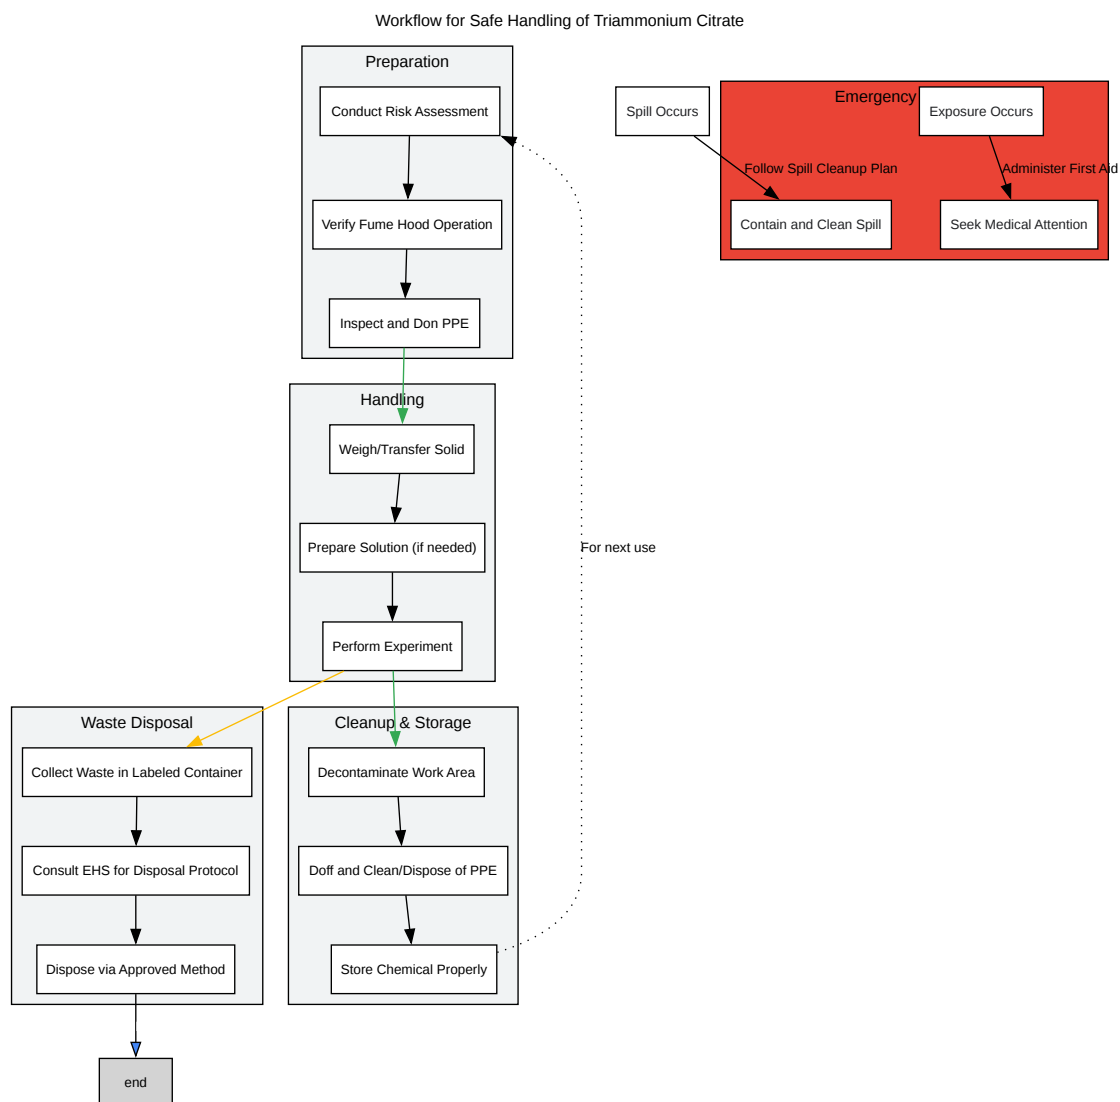 Workflow for Safe Handling of Triammonium Citrate
Preparation
Conduct Risk Assessment
Verify Fume Hood Operation
Inspect and Don PPE
Emergency
Spill Occurs
Exposure Occurs
Follow Spill Cleanup Plan
Administer First Aid
Contain and Clean Spill
Seek Medical Attention
Handling
Weigh/Transfer Solid
Prepare Solution (if needed)
Perform Experiment
For next use
Waste Disposal
Collect Waste in Labeled Container
Consult EHS for Disposal Protocol
Dispose via Approved Method
end
Cleanup & Storage
Decontaminate Work Area
Doff and Clean/Dispose of PPE
Store Chemical Properly